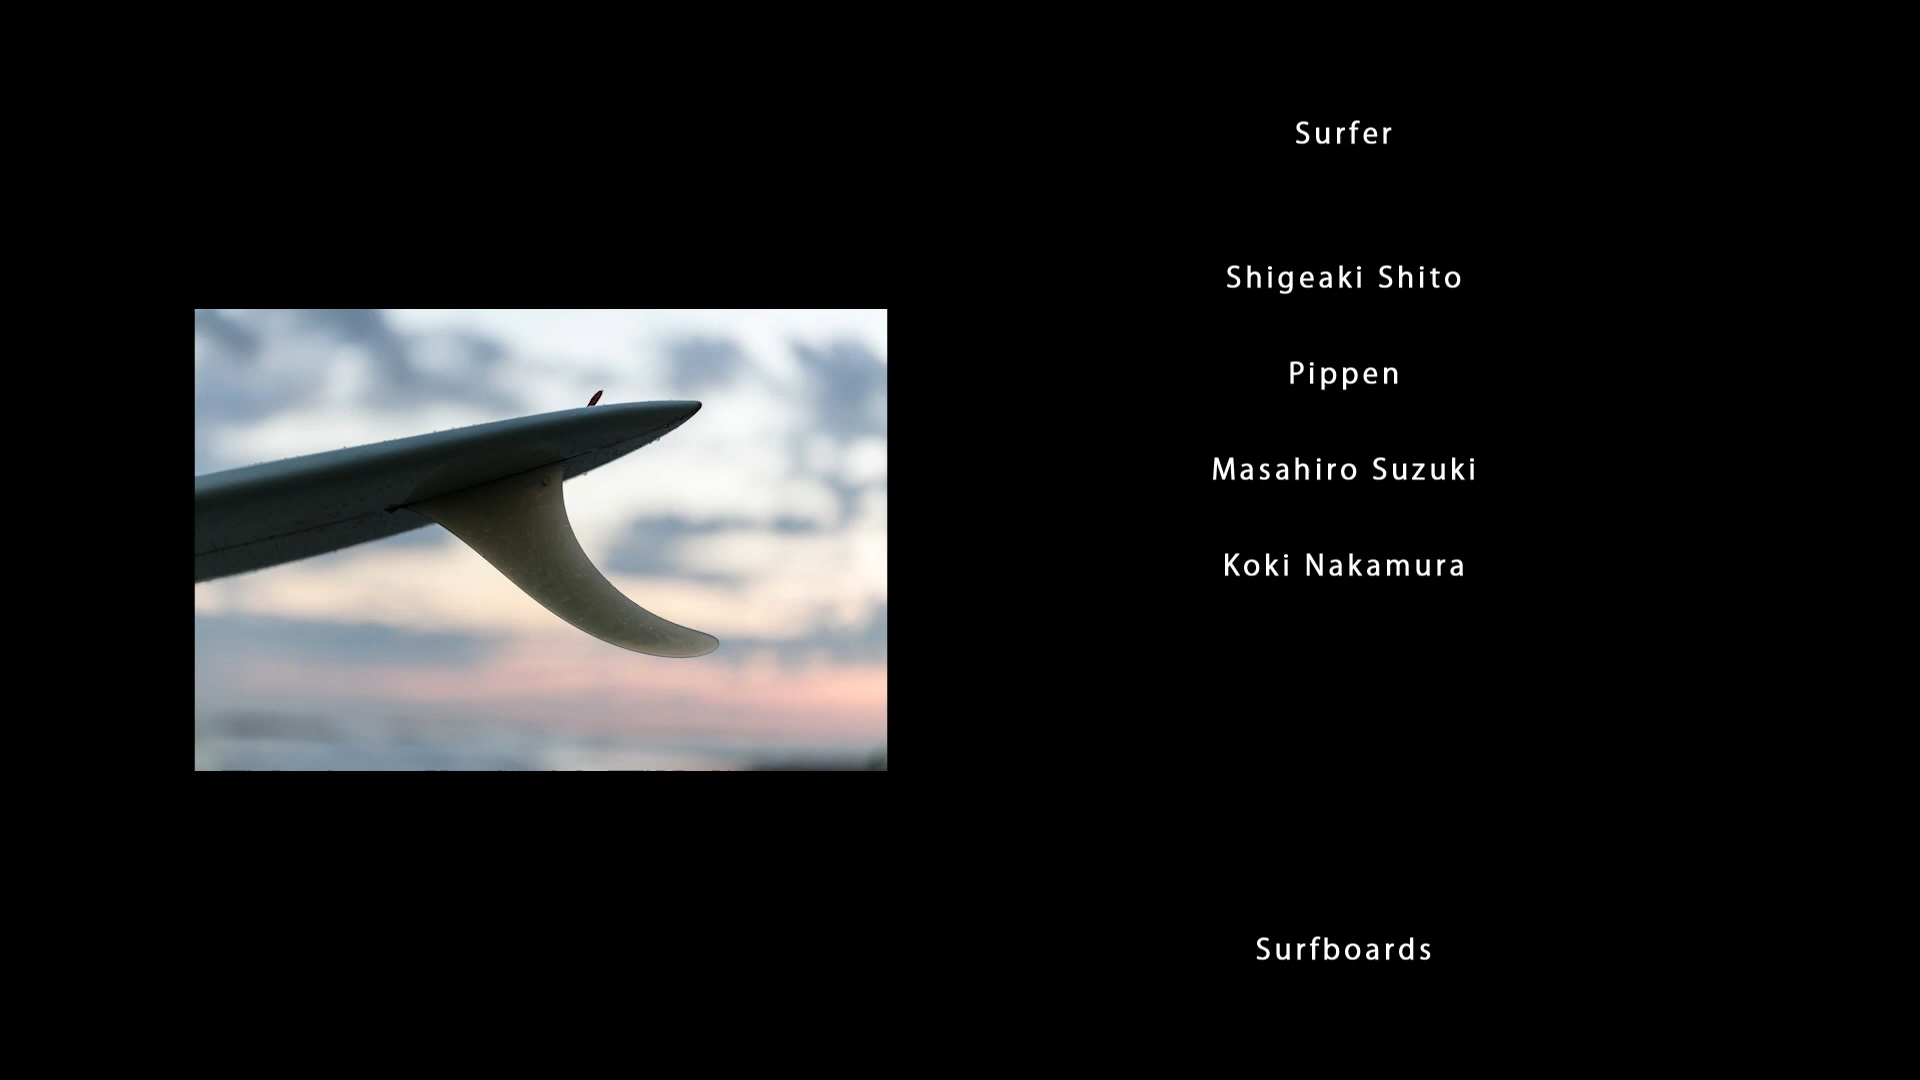 Surfer
Shigeaki Shito
Pippen
Masahiro Suzuki
Koki Nakamura
Surfboards